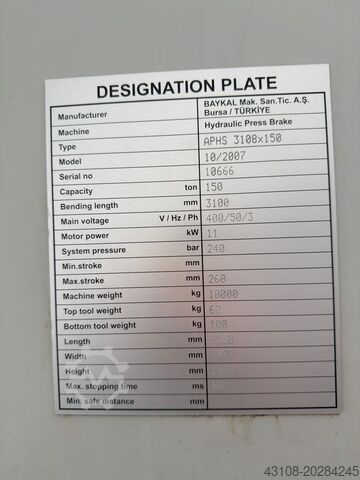 DESIGNATION PLATE
Manufacturer BAYKAL Mak. San.Tic. A.Ş.
Bursa / TÜRKİYE
Machine Hydraulic Press Brake
Type APHS 3108x150
Model 10/2007
Serial no 10666
Capacity ton 150
Bending length mm 3100
Main voltage V / Hz / Ph 400/50/3
Motor power kW 11
System pressure bar 240
Min.stroke mm
Max.stroke mm 260
Machine weight kg 10000
Top tool weight kg 60
Bottom tool weight kg 100
Length mm
Width mm
Height mm
Max. stopping time ms
Min. safe distance mm
43108-20284245